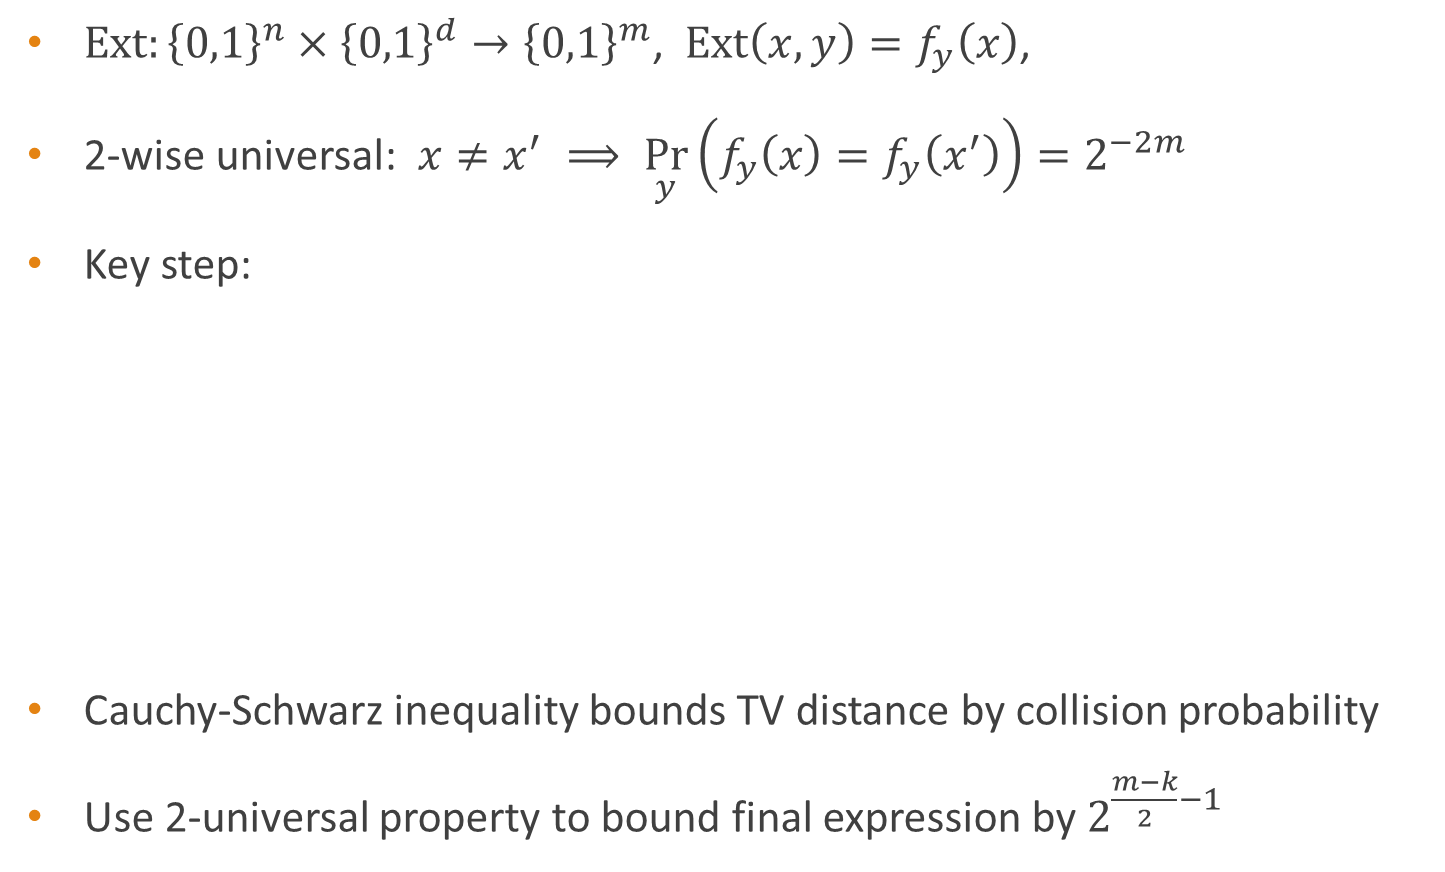 • Ext: {0,1}ⁿ × {0,1}ᵈ → {0,1}ᵐ, Ext(x, y) = f_y(x),
• 2-wise universal: x ≠ x′ ⟹ Pr_y(f_y(x) = f_y(x′)) = 2^{−2m}
• Key step:
• Cauchy-Schwarz inequality bounds TV distance by collision probability
• Use 2-universal property to bound final expression by 2^{\frac{m−k}{2}−1}